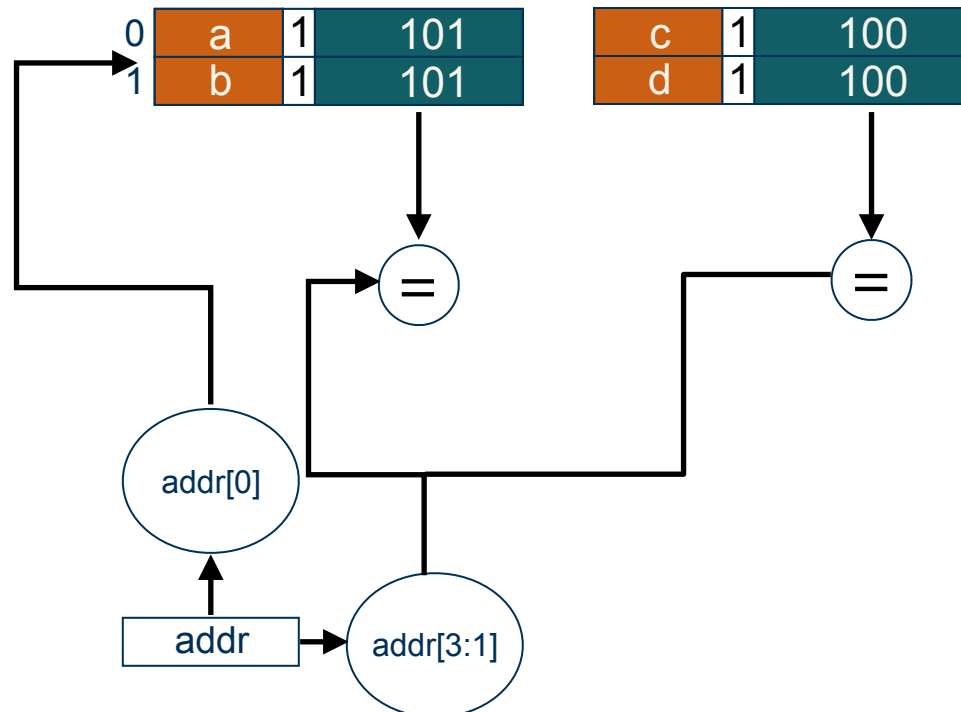 0 a 1 101 c 1 100
1 b 1 101 d 1 100
= =
addr[0]
addr
addr[3:1]